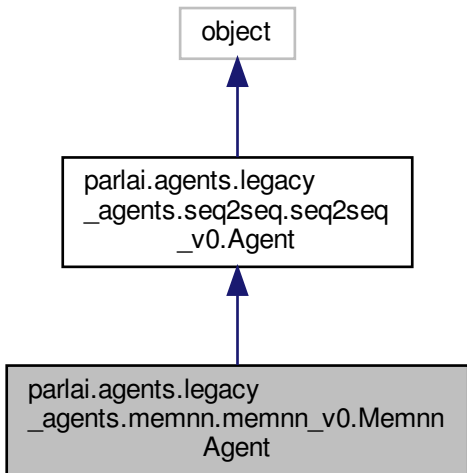 object
parlai.agents.legacy
_agents.seq2seq.seq2seq
_v0.Agent
parlai.agents.legacy
_agents.memnn.memnn_v0.Memnn
Agent